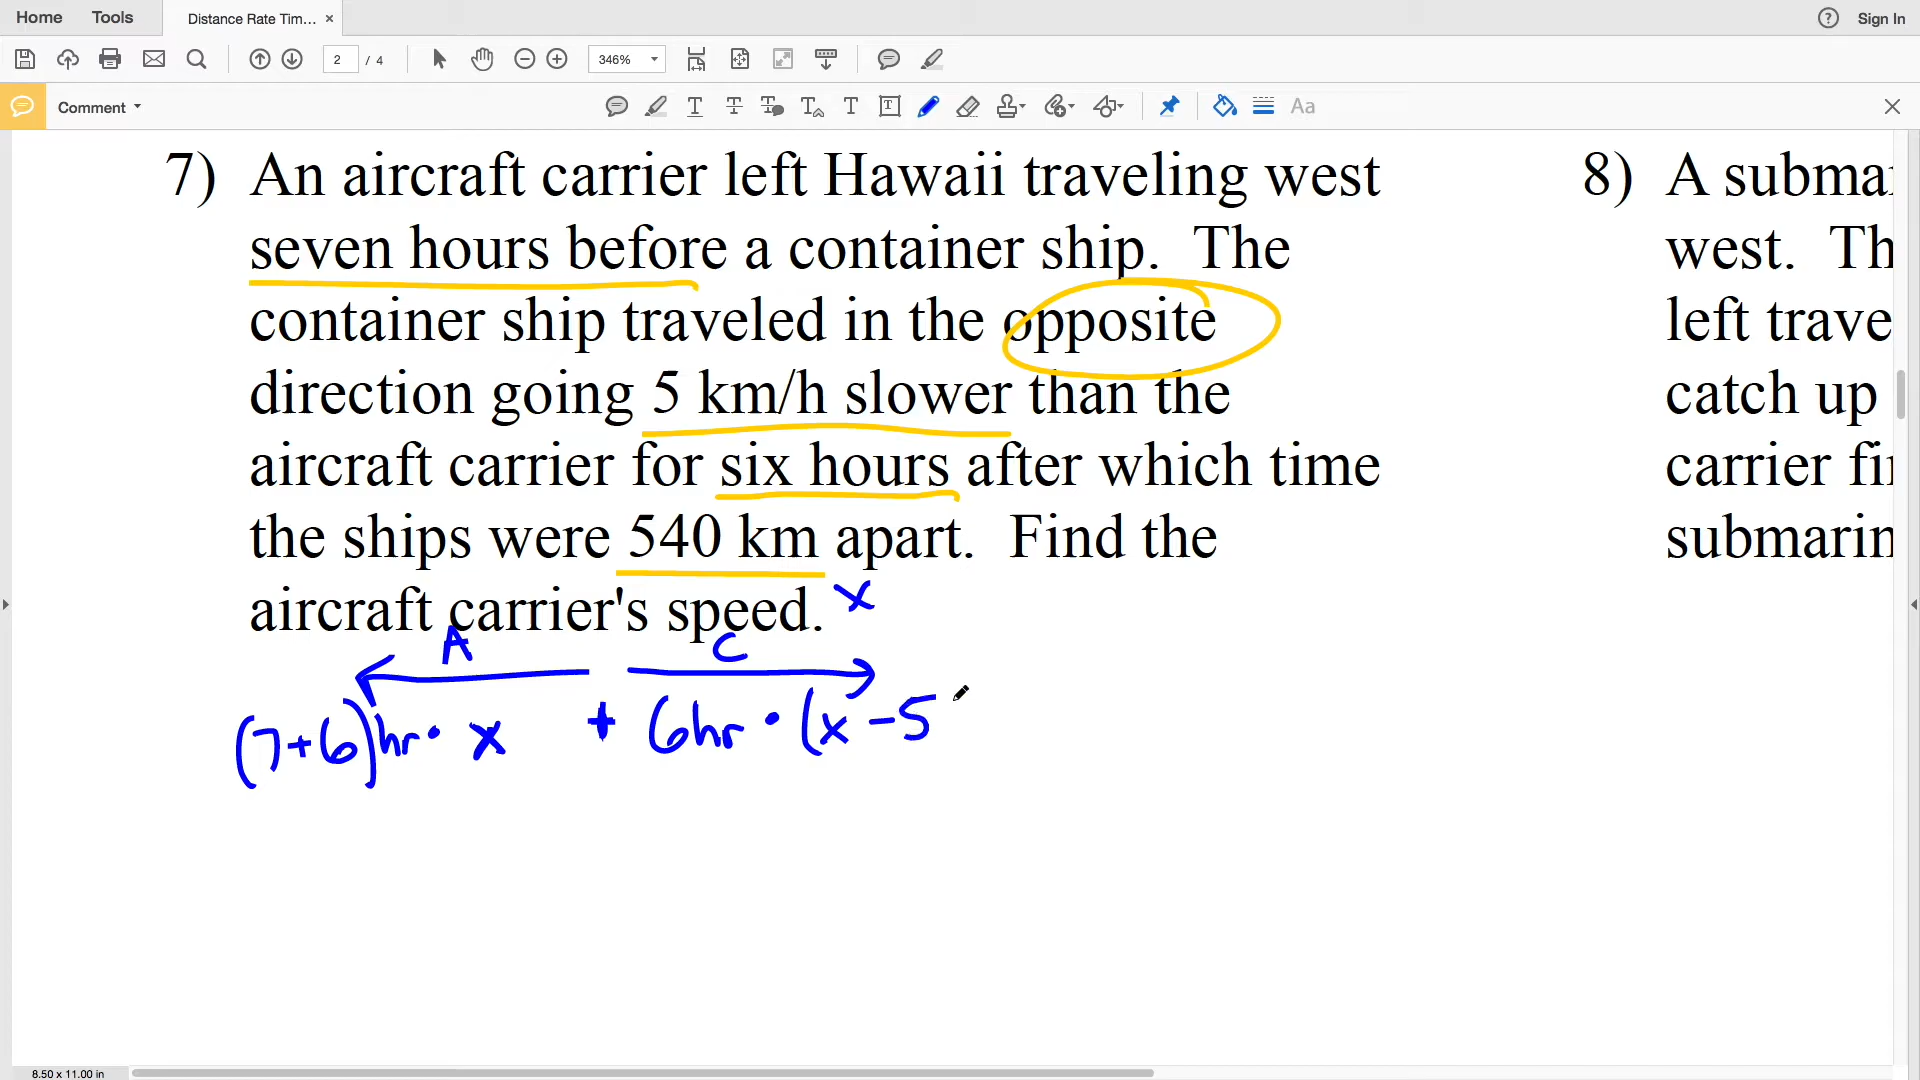 Home Tools Distance Rate Tim... × Sign In
2 / 4 346%
Comment T T T T T T Aa
7) An aircraft carrier left Hawaii traveling west
seven hours before a container ship. The
container ship traveled in the opposite
direction going 5 km/h slower than the
aircraft carrier for six hours after which time
the ships were 540 km apart. Find the
aircraft carrier's speed. x
A C
(7+6)hr • x + 6hr • (x - 5
8) A submar
west. Th
left trave
catch up
carrier fi
submarin
8.50 x 11.00 in